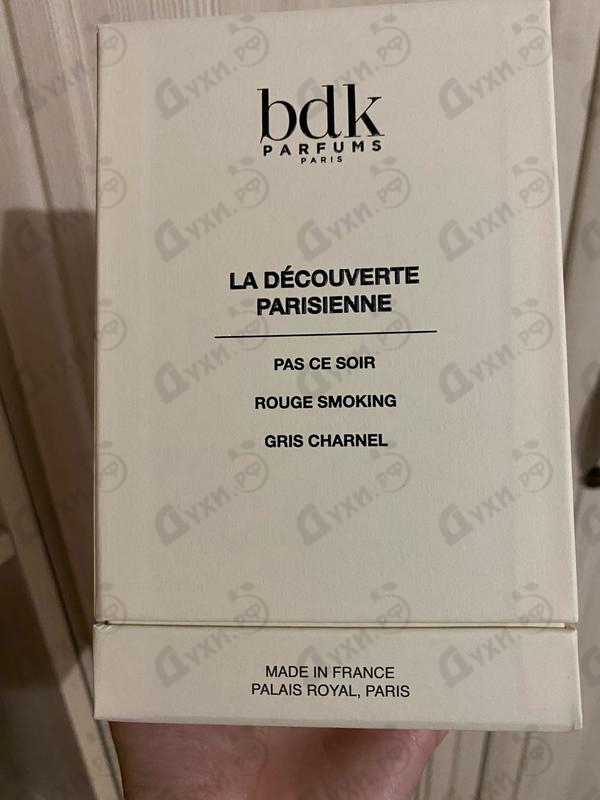 bdk
PARFUMS
PARIS
LA DÉCOUVERTE
PARISIENNE
PAS CE SOIR
ROUGE SMOKING
GRIS CHARNEL
MADE IN FRANCE
PALAIS ROYAL, PARIS
Духи.рф